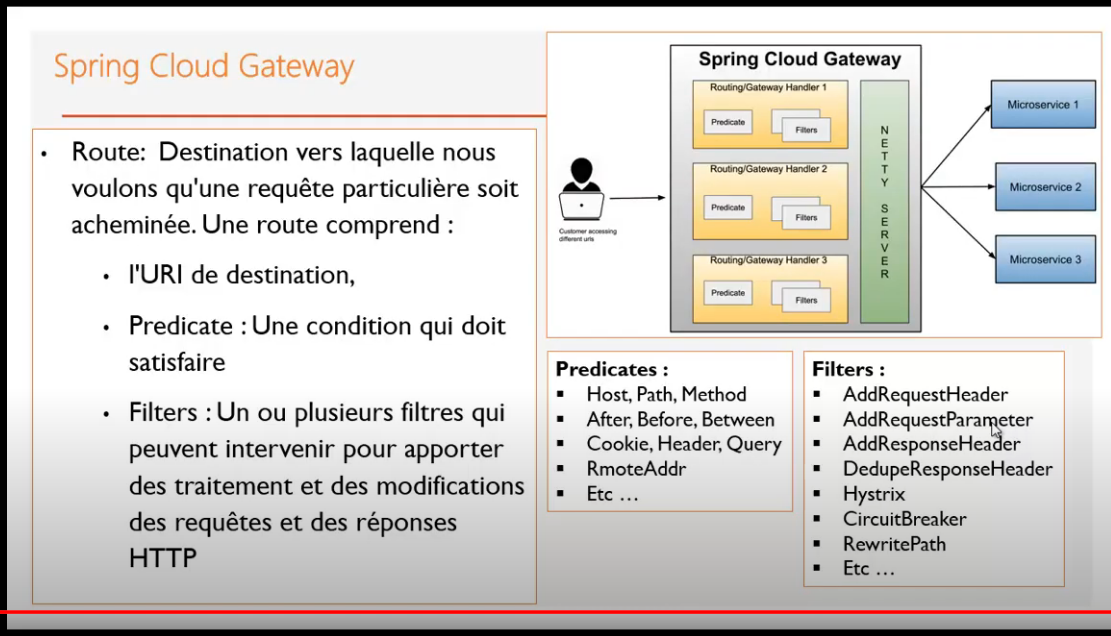 Spring Cloud Gateway
• Route: Destination vers laquelle nous
voulons qu'une requête particulière soit
acheminée. Une route comprend :
• l'URI de destination,
• Predicate : Une condition qui doit
satisfaire
• Filters : Un ou plusieurs filtres qui
peuvent intervenir pour apporter
des traitement et des modifications
des requêtes et des réponses
HTTP
Spring Cloud Gateway
Routing/Gateway Handler 1
Predicate
Filters
Routing/Gateway Handler 2
Predicate
Filters
Routing/Gateway Handler 3
Predicate
Filters
NETTY SERVER
Customer accessing
different urls
Microservice 1
Microservice 2
Microservice 3
Predicates :
▪ Host, Path, Method
▪ After, Before, Between
▪ Cookie, Header, Query
▪ RmoteAddr
▪ Etc …
Filters :
▪ AddRequestHeader
▪ AddRequestParameter
▪ AddResponseHeader
▪ DedupeResponseHeader
▪ Hystrix
▪ CircuitBreaker
▪ RewritePath
▪ Etc …